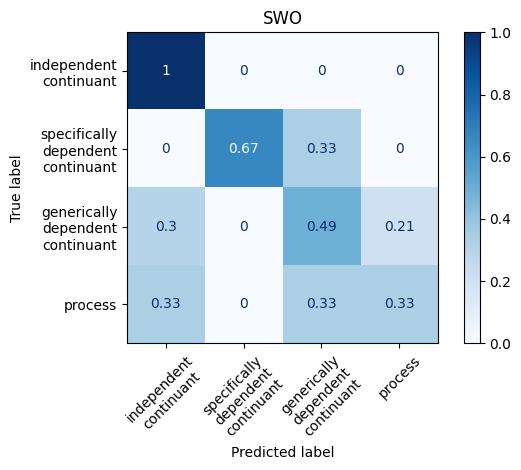 SWO
independent
continuant
1
0
0
0
specifically
dependent
continuant
0
0.67
0.33
0
generically
dependent
continuant
0.3
0
0.49
0.21
process
0.33
0
0.33
0.33
True label
independent
continuant
specifically
dependent
continuant
generically
dependent
continuant
process
Predicted label
1.0
0.8
0.6
0.4
0.2
0.0